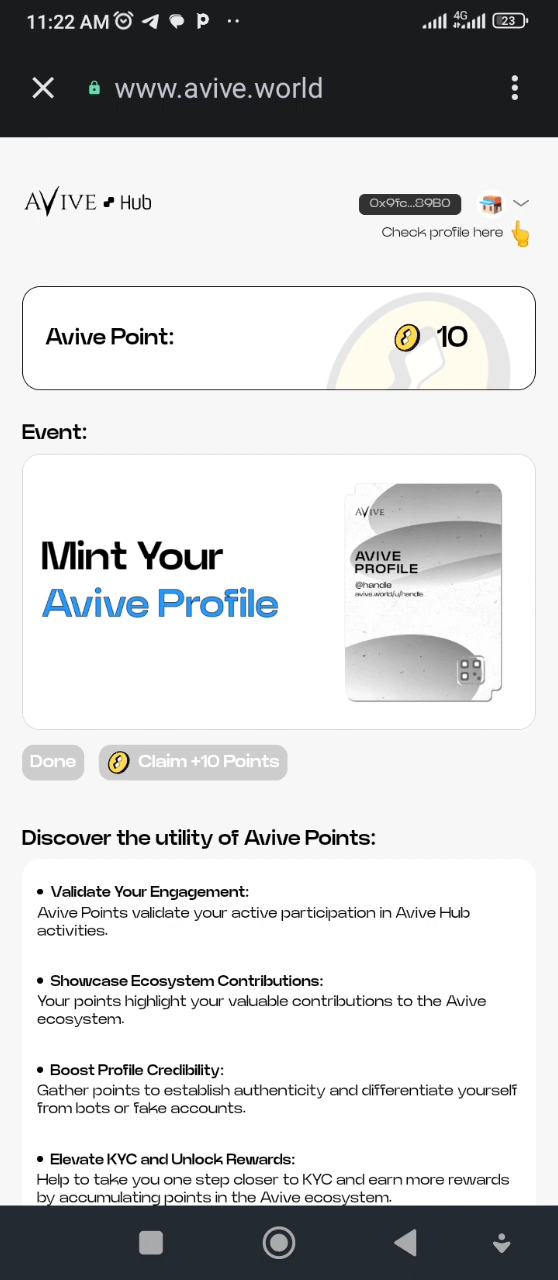 11:22 AM
4G
23
www.avive.world
AVIVE Hub
0x9fc...89B0
Check profile here
Avive Point:
10
Event:
Mint Your
Avive Profile
AVIVE
AVIVE
PROFILE
@handle
avive.world/u/handle
Done
Claim +10 Points
Discover the utility of Avive Points:
• Validate Your Engagement:
Avive Points validate your active participation in Avive Hub
activities.
• Showcase Ecosystem Contributions:
Your points highlight your valuable contributions to the Avive
ecosystem.
• Boost Profile Credibility:
Gather points to establish authenticity and differentiate yourself
from bots or fake accounts.
• Elevate KYC and Unlock Rewards:
Help to take you one step closer to KYC and earn more rewards
by accumulating points in the Avive ecosystem.